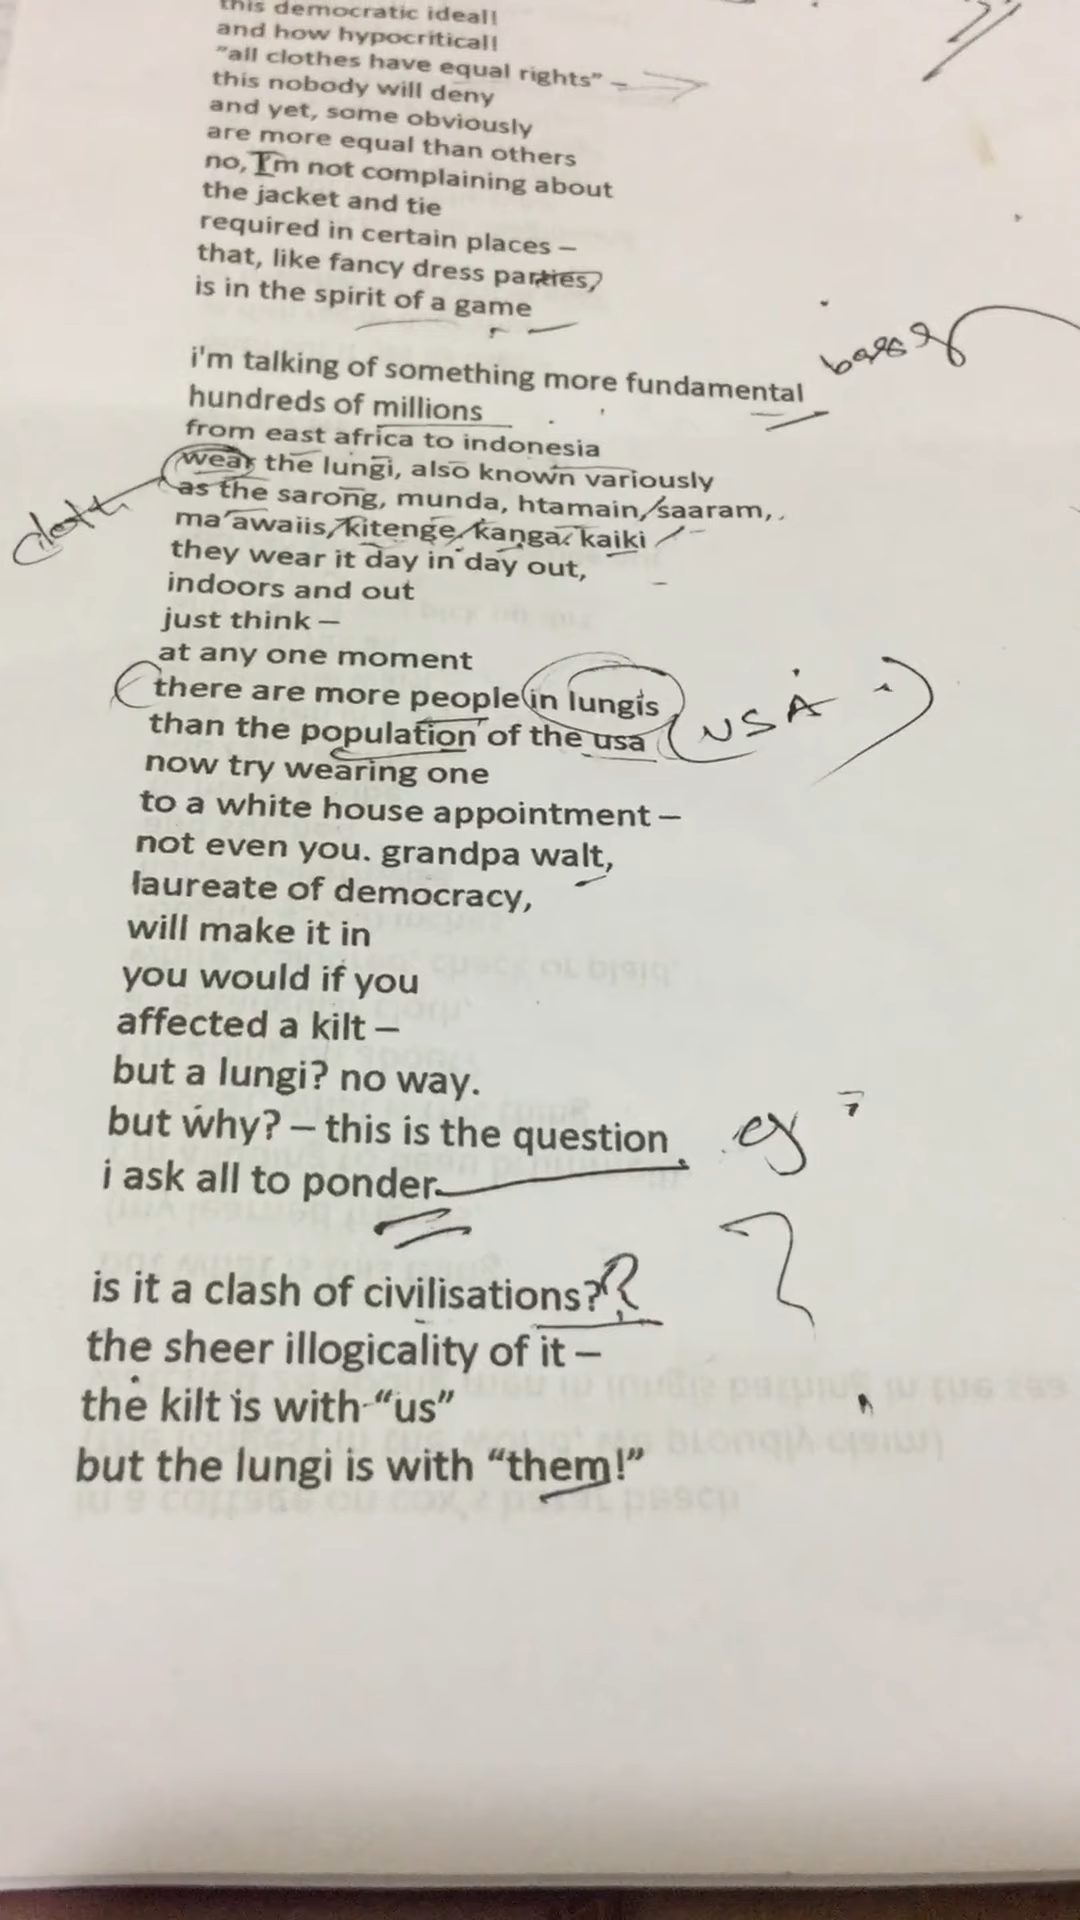 this democratic ideal!
and how hypocritical!
"all clothes have equal rights" –
this nobody will deny
and yet, some obviously
are more equal than others
no, I'm not complaining about
the jacket and tie
required in certain places –
that, like fancy dress parties,
is in the spirit of a game
i'm talking of something more fundamental
hundreds of millions
from east africa to indonesia
wear the lungi, also known variously
as the sarong, munda, htamain, saaram,
ma'awaiis, kitenge, kanga, kaiki
they wear it day in day out,
indoors and out
just think –
at any one moment
there are more people in lungis
than the population of the usa
USA
now try wearing one
to a white house appointment –
not even you. grandpa walt,
laureate of democracy,
will make it in
you would if you
affected a kilt –
but a lungi? no way.
but why? – this is the question
i ask all to ponder.
is it a clash of civilisations?
the sheer illogicality of it –
the kilt is with "us"
but the lungi is with "them!"